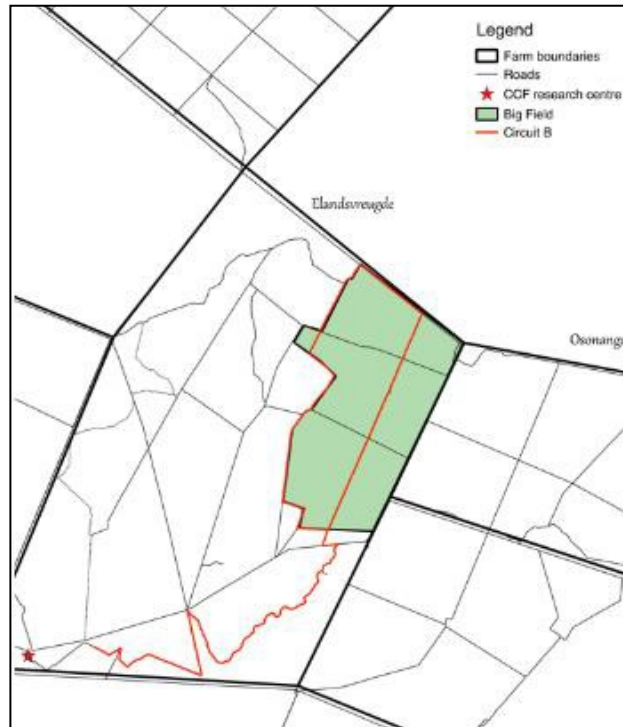 Legend
Farm boundaries
Roads
CCF research centre
Big Field
Circuit B
Elandsvreugde